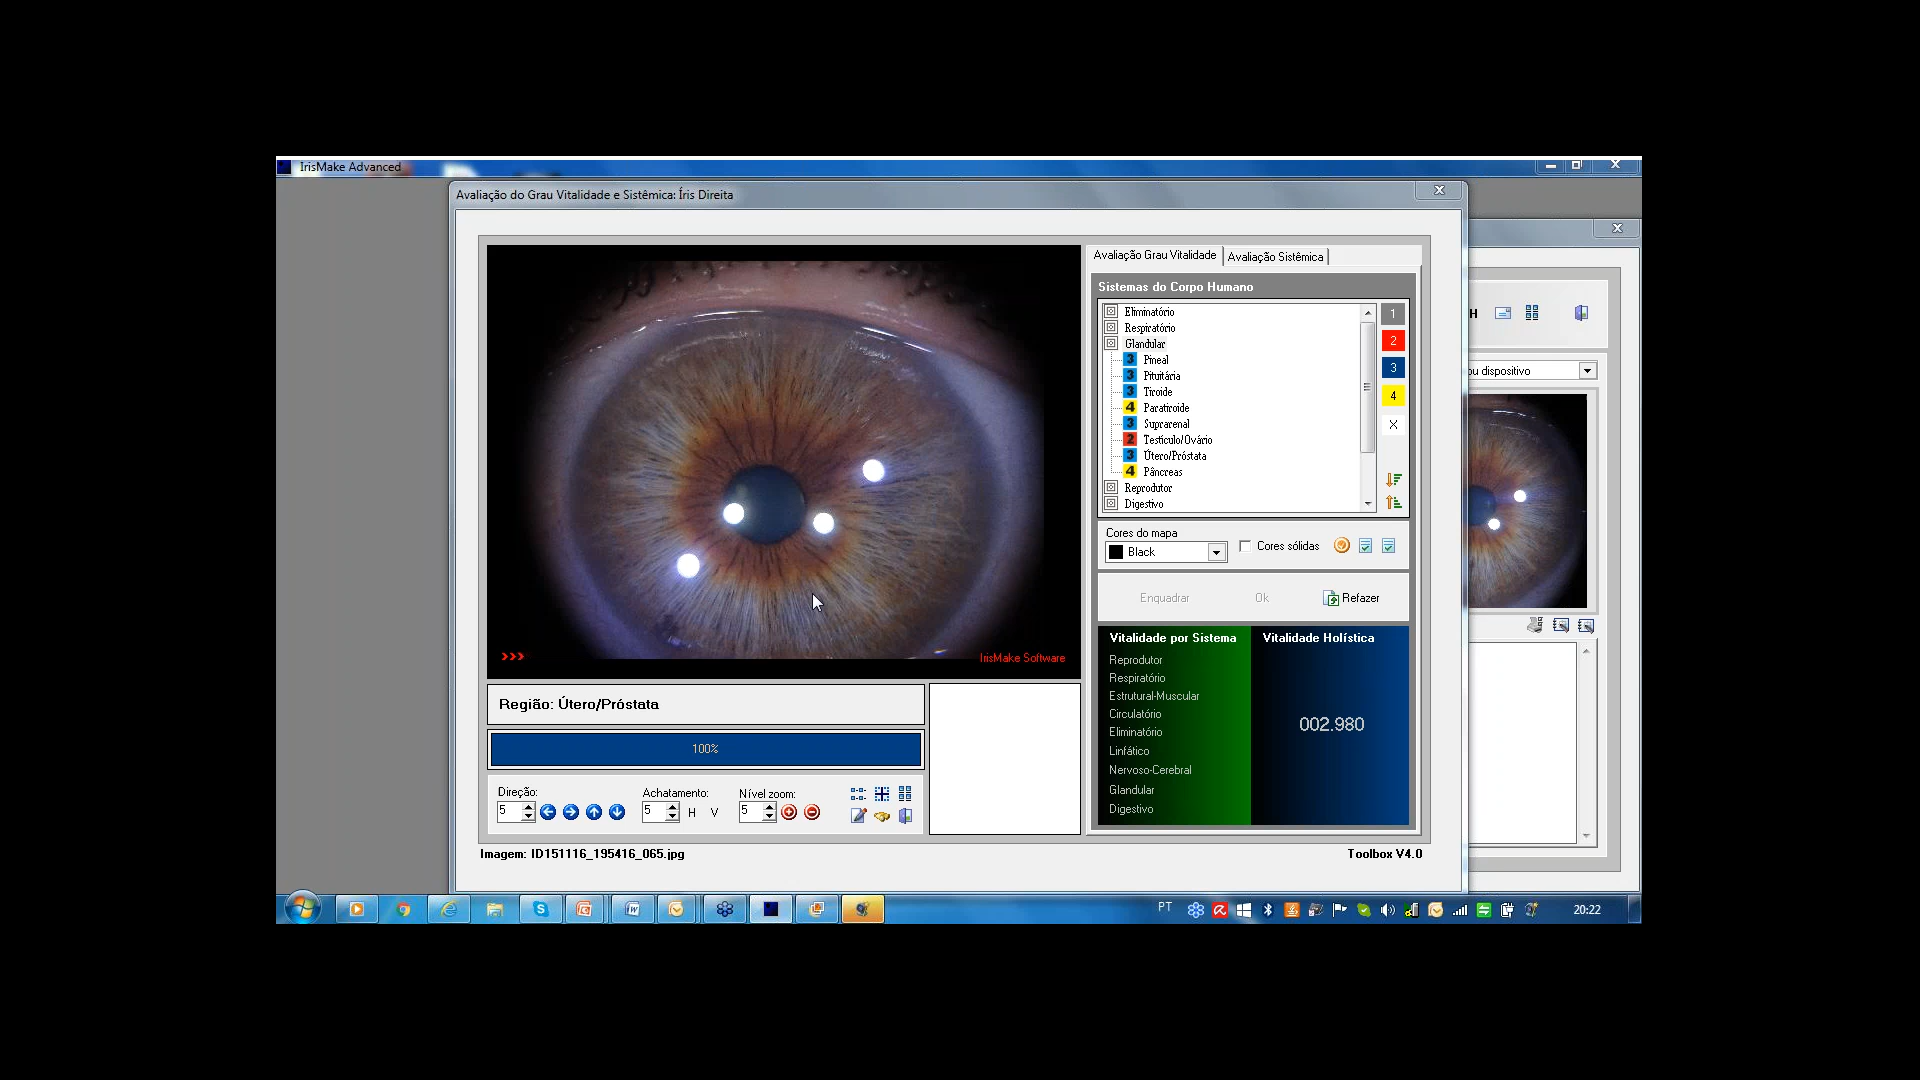 IrisMake Advanced
Avaliação do Grau Vitalidade e Sistêmica: Íris Direita
Avaliação Grau Vitalidade
Avaliação Sistêmica
Sistemas do Corpo Humano
Eliminatório
Respiratório
Glandular
3 Pineal
3 Pituitária
3 Tiroide
4 Paratiroide
3 Suprarenal
2 Testículo/Ovário
3 Útero/Próstata
4 Pâncreas
Reprodutor
Digestivo
1
2
3
4
X
H
ou dispositivo
Cores do mapa
Black
Cores sólidas
Enquadrar
Ok
Refazer
Vitalidade por Sistema
Reprodutor
Respiratório
Estrutural-Muscular
Circulatório
Eliminatório
Linfático
Nervoso-Cerebral
Glandular
Digestivo
Vitalidade Holística
002.980
>>>
IrisMake Software
Região: Útero/Próstata
100%
Direção:
5
Achatamento:
5 H V
Nível zoom:
5
Imagem: ID151116_195416_065.jpg
Toolbox V4.0
PT
20:22